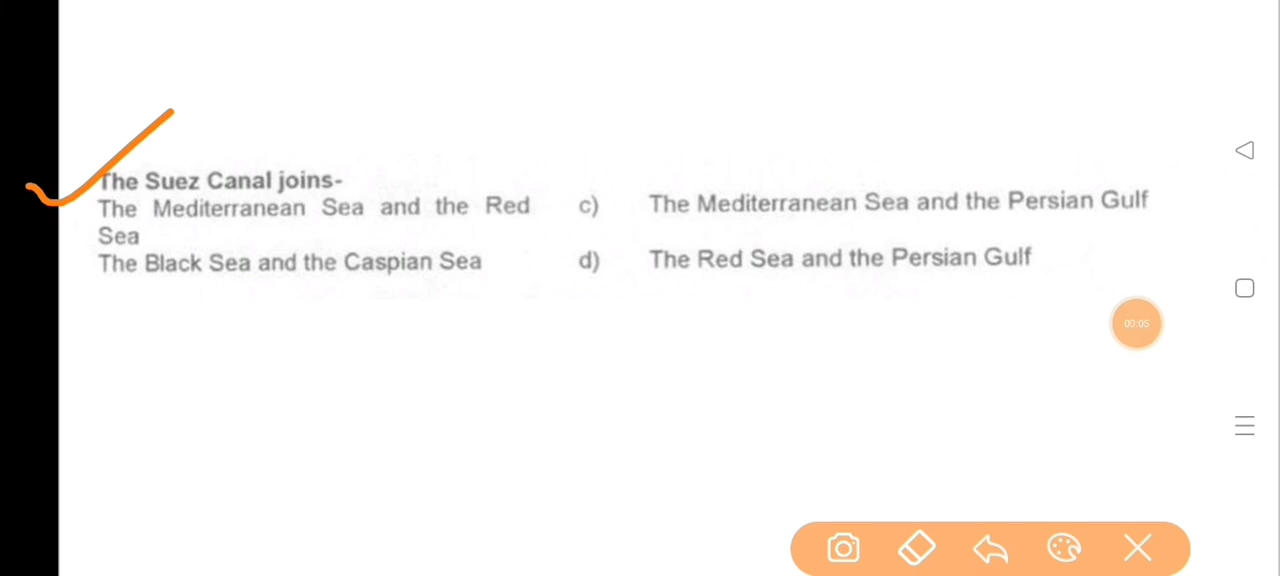 The Suez Canal joins-
The Mediterranean Sea and the Red c) The Mediterranean Sea and the Persian Gulf
Sea
The Black Sea and the Caspian Sea d) The Red Sea and the Persian Gulf
00:05